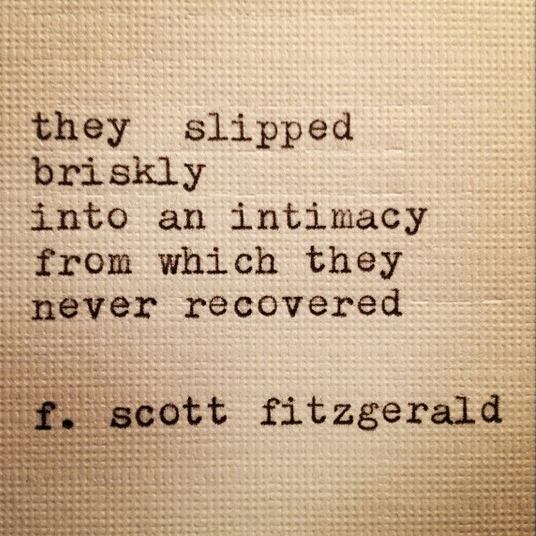 they slipped
briskly
into an intimacy
from which they
never recovered
f. scott fitzgerald